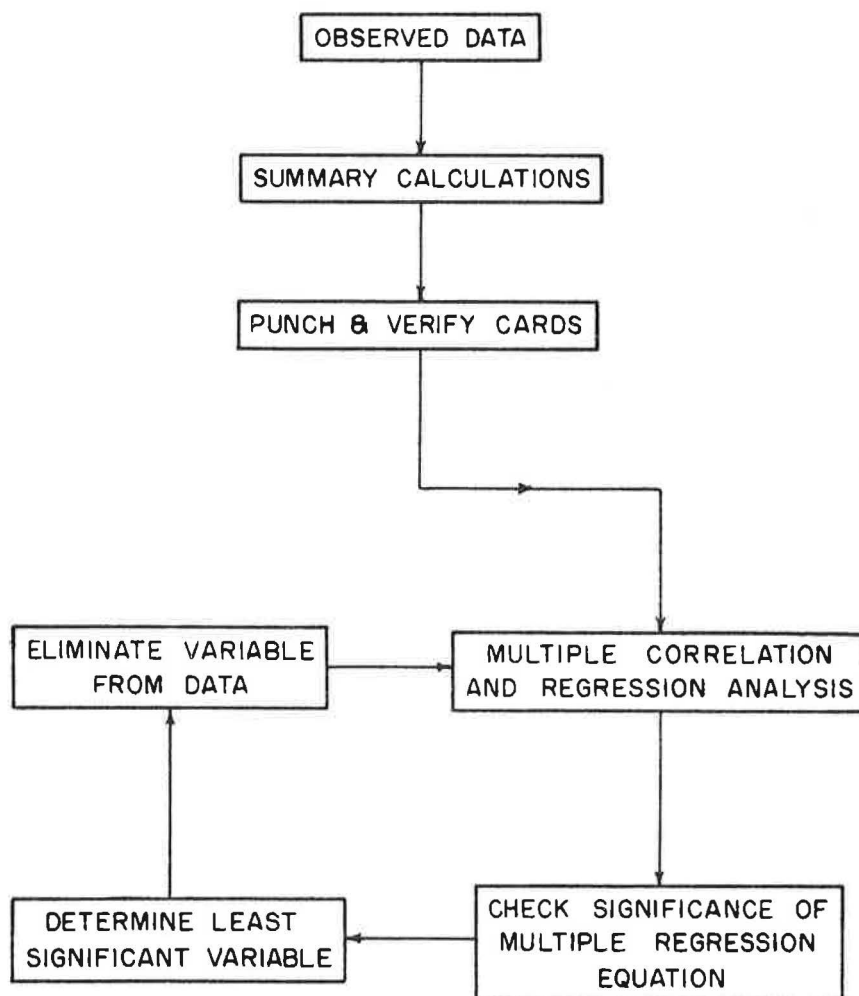 OBSERVED DATA
SUMMARY CALCULATIONS
PUNCH & VERIFY CARDS
ELIMINATE VARIABLE
FROM DATA
MULTIPLE CORRELATION
AND REGRESSION ANALYSIS
DETERMINE LEAST
SIGNIFICANT VARIABLE
CHECK SIGNIFICANCE OF
MULTIPLE REGRESSION
EQUATION